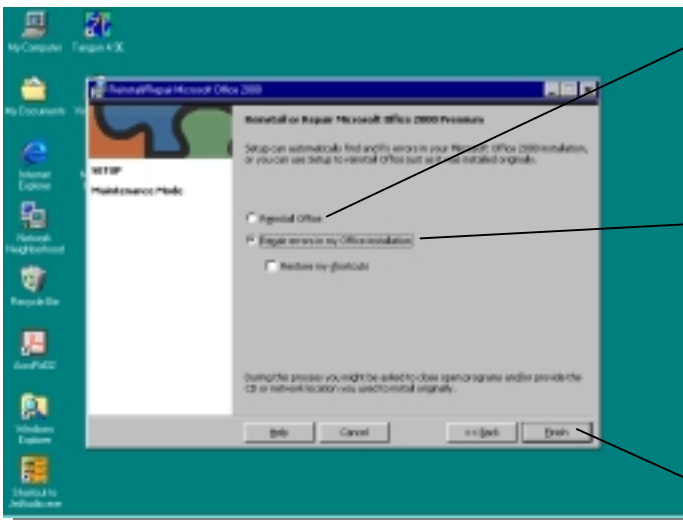 My Computer
My Documents
Internet
Explorer
Network
Neighborhood
Recycle Bin
Windows
Explorer
Shortcut to
Reinstall/Repair Microsoft Office 2000
SETUP
Maintenance Mode
Reinstall or Repair Microsoft Office 2000 Premium
Setup can automatically find and fix errors in your Microsoft Office 2000 installation,
or you can use Setup to reinstall Office just as it was installed originally.
Reinstall Office
Repair errors in my Office installation
Restore my shortcuts
During this process you might be asked to close open programs and/or provide the
CD or network location you used to install originally.
Help
Cancel
<< Back
Finish